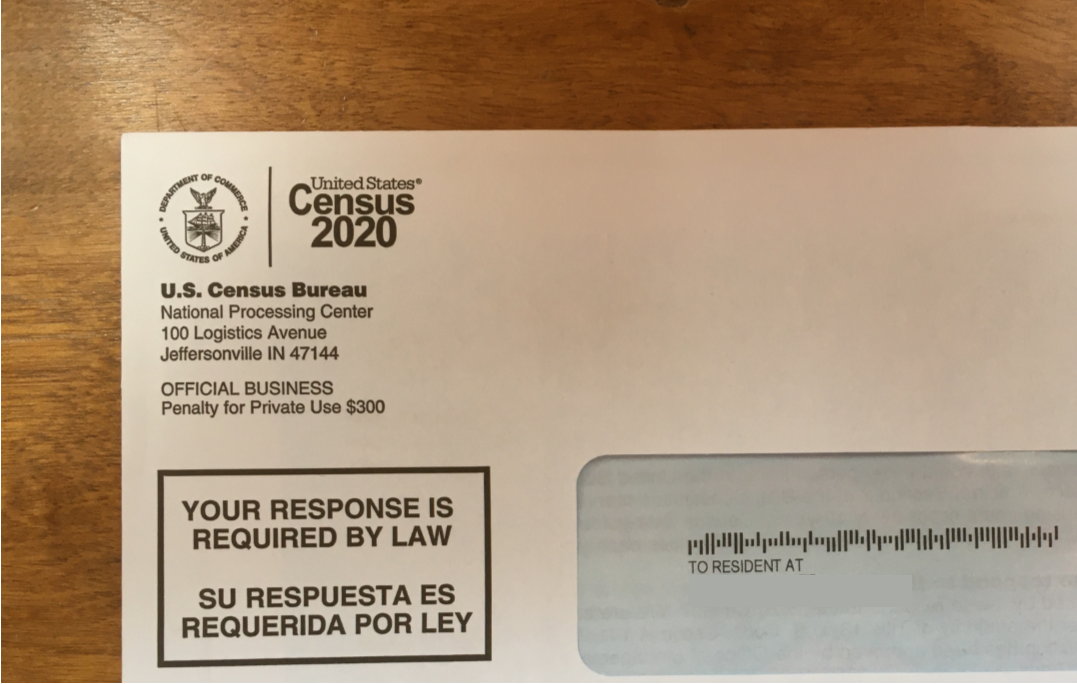 DEPARTMENT OF COMMERCE
UNITED STATES OF AMERICA
United States®
Census
2020
U.S. Census Bureau
National Processing Center
100 Logistics Avenue
Jeffersonville IN 47144
OFFICIAL BUSINESS
Penalty for Private Use $300
YOUR RESPONSE IS
REQUIRED BY LAW
SU RESPUESTA ES
REQUERIDA POR LEY
TO RESIDENT AT